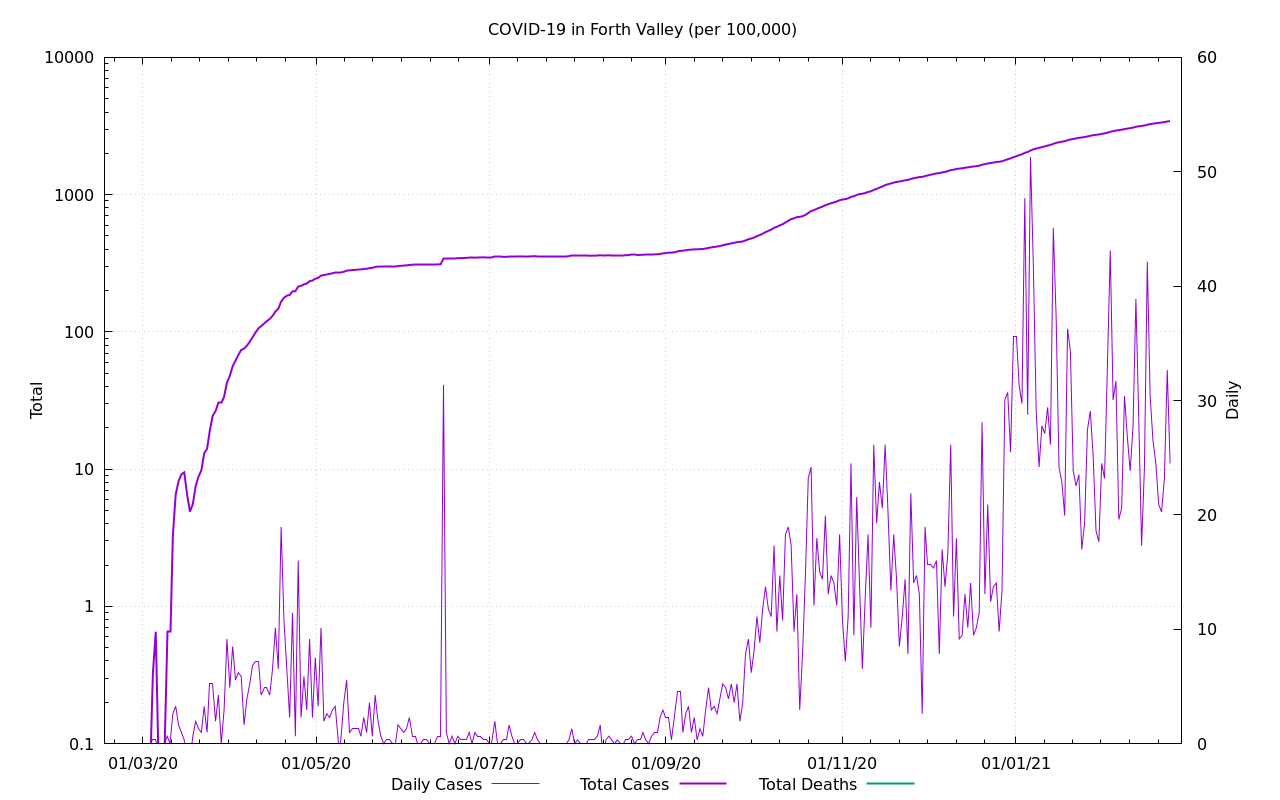 COVID-19 in Forth Valley (per 100,000)
10000
1000
100
10
1
0.1
Total
60
50
40
30
20
10
0
Daily
01/03/20 01/05/20 01/07/20 01/09/20 01/11/20 01/01/21
Daily Cases Total Cases Total Deaths